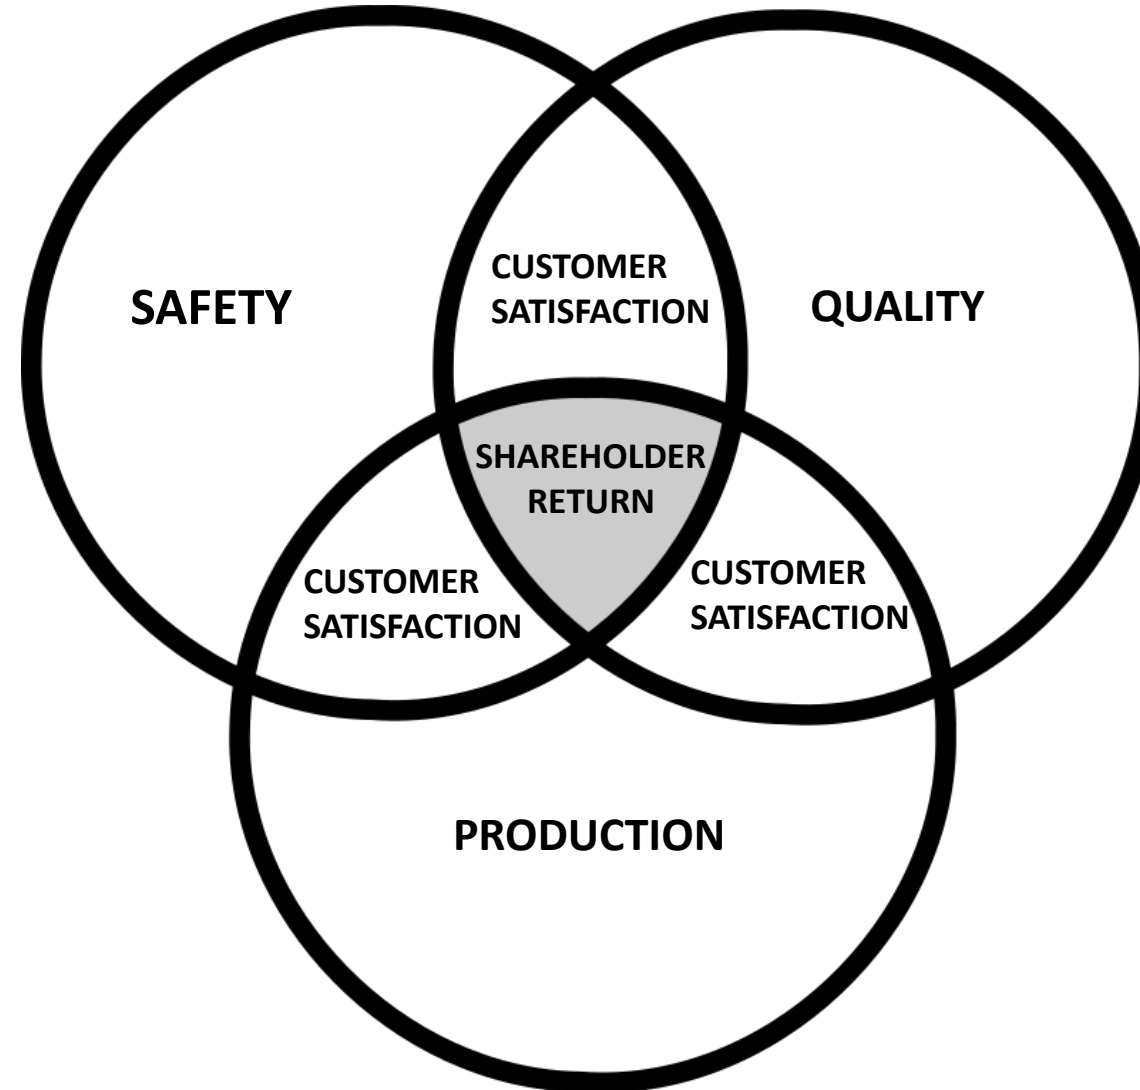 CUSTOMER
SATISFACTION
SAFETY
QUALITY
SHAREHOLDER
RETURN
CUSTOMER
SATISFACTION
CUSTOMER
SATISFACTION
PRODUCTION